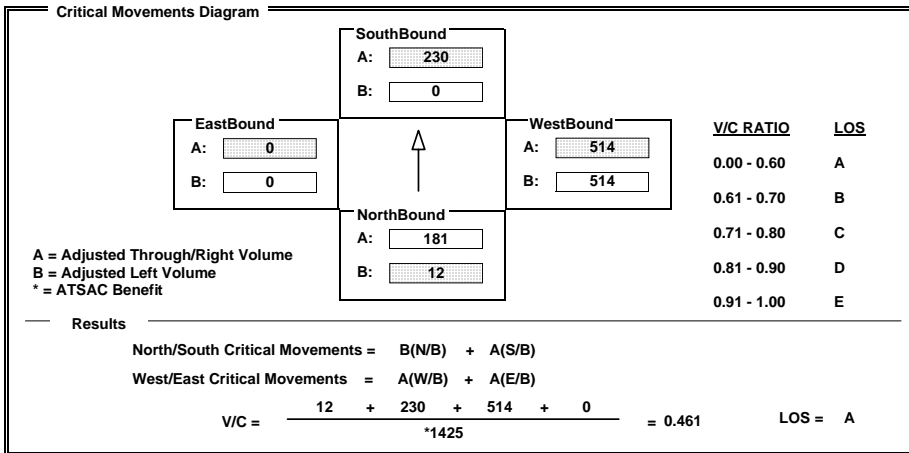 Critical Movements Diagram
SouthBound
A: 230
B: 0
EastBound
A: 0
B: 0
WestBound
A: 514
B: 514
NorthBound
A: 181
B: 12
V/C RATIO LOS
0.00 - 0.60 A
0.61 - 0.70 B
0.71 - 0.80 C
0.81 - 0.90 D
0.91 - 1.00 E
A = Adjusted Through/Right Volume
B = Adjusted Left Volume
* = ATSAC Benefit
Results
North/South Critical Movements = B(N/B) + A(S/B)
West/East Critical Movements = A(W/B) + A(E/B)
12 + 230 + 514 + 0
V/C = = 0.461 LOS = A
*1425